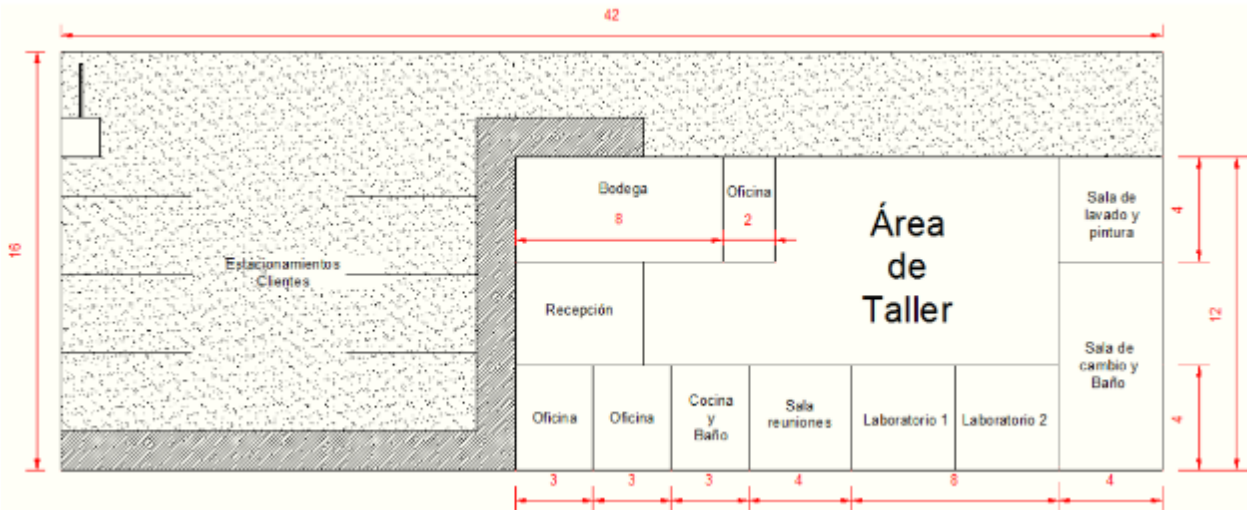 42
16
Bodega
8
Oficina
2
Área
de
Taller
Sala de
lavado y
pintura
4
12
Estacionamientos
Clientes
Recepción
Sala de
cambio y
Baño
4
Oficina
Oficina
Cocina
y
Baño
Sala
reuniones
Laboratorio 1
Laboratorio 2
3
3
3
4
8
4